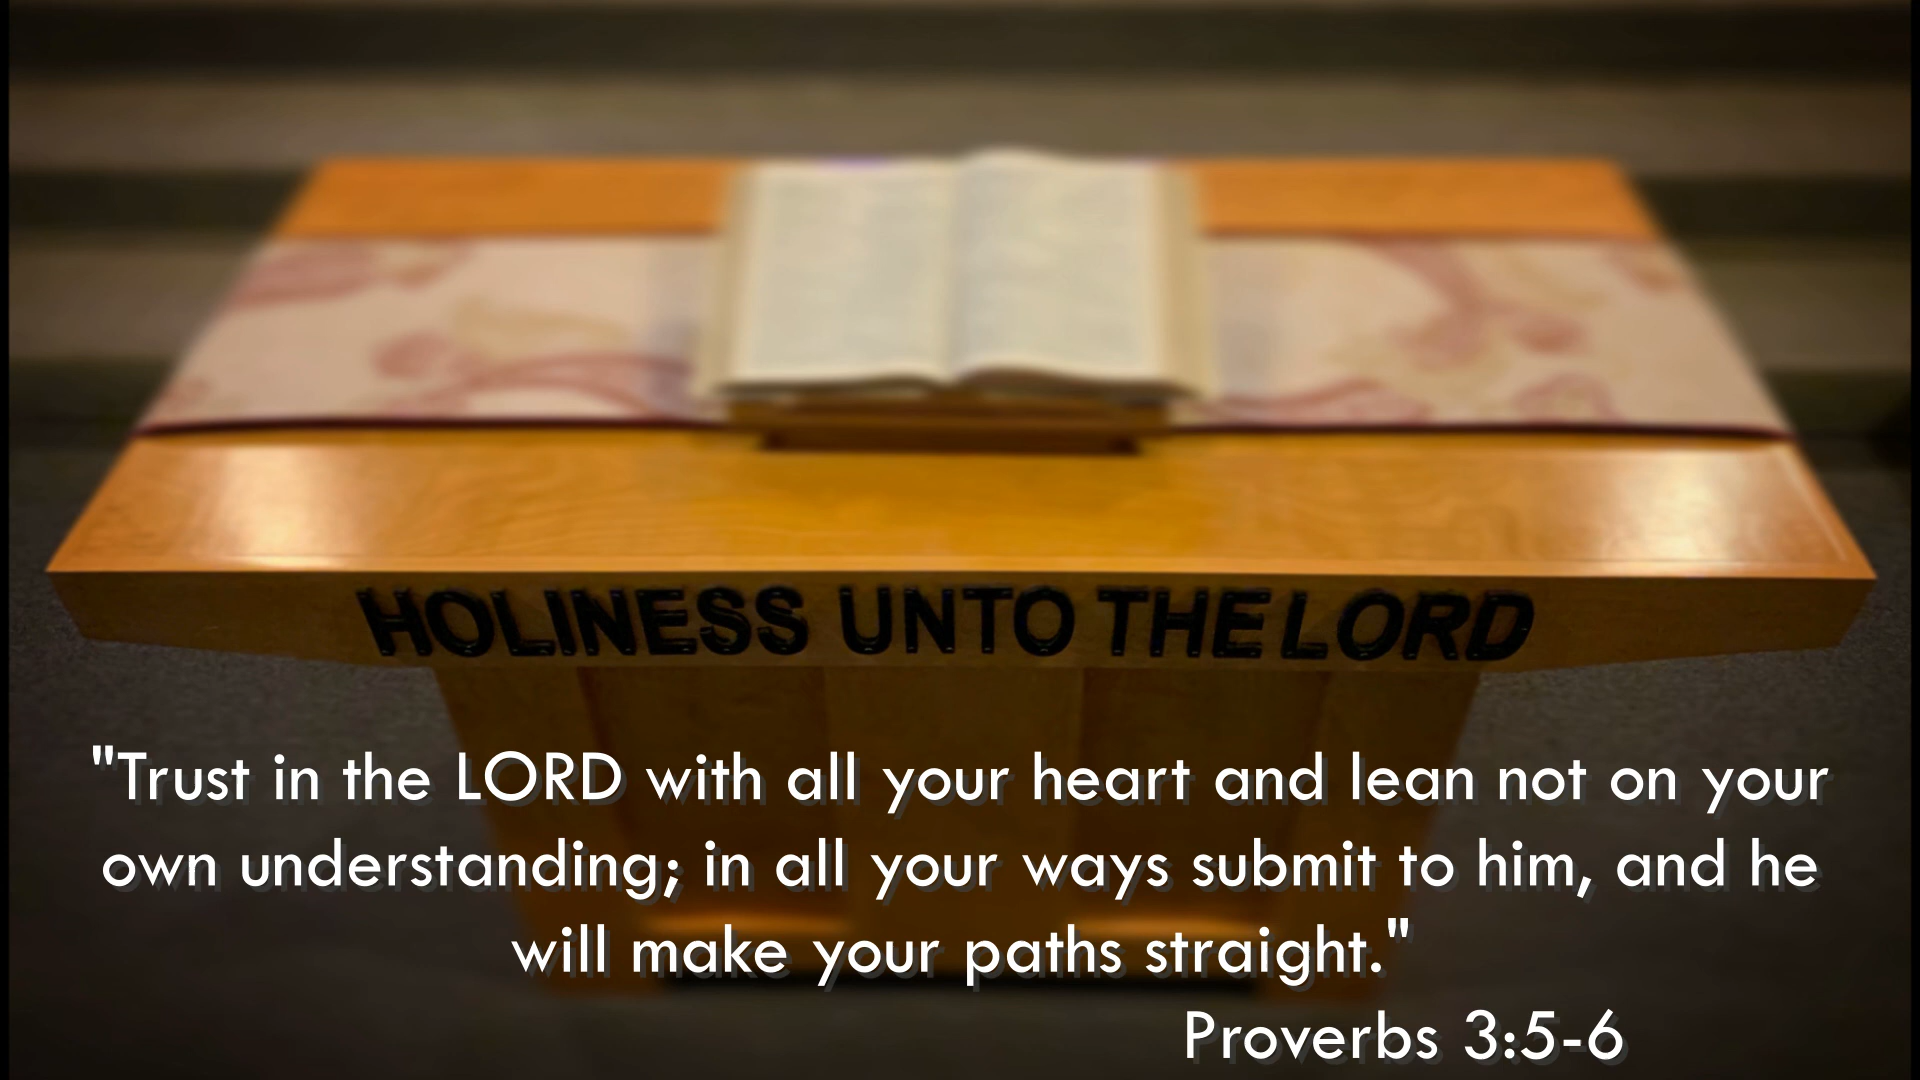 HOLINESS UNTO THE LORD
"Trust in the LORD with all your heart and lean not on your
own understanding; in all your ways submit to him, and he
will make your paths straight."
Proverbs 3:5-6